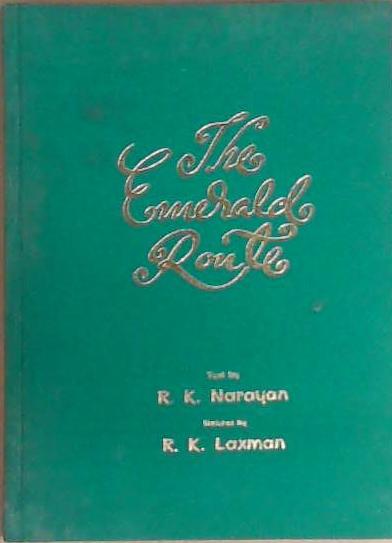 The
Emerald
Route
Text by
R. K. Narayan
Sketches by
R. K. Laxman